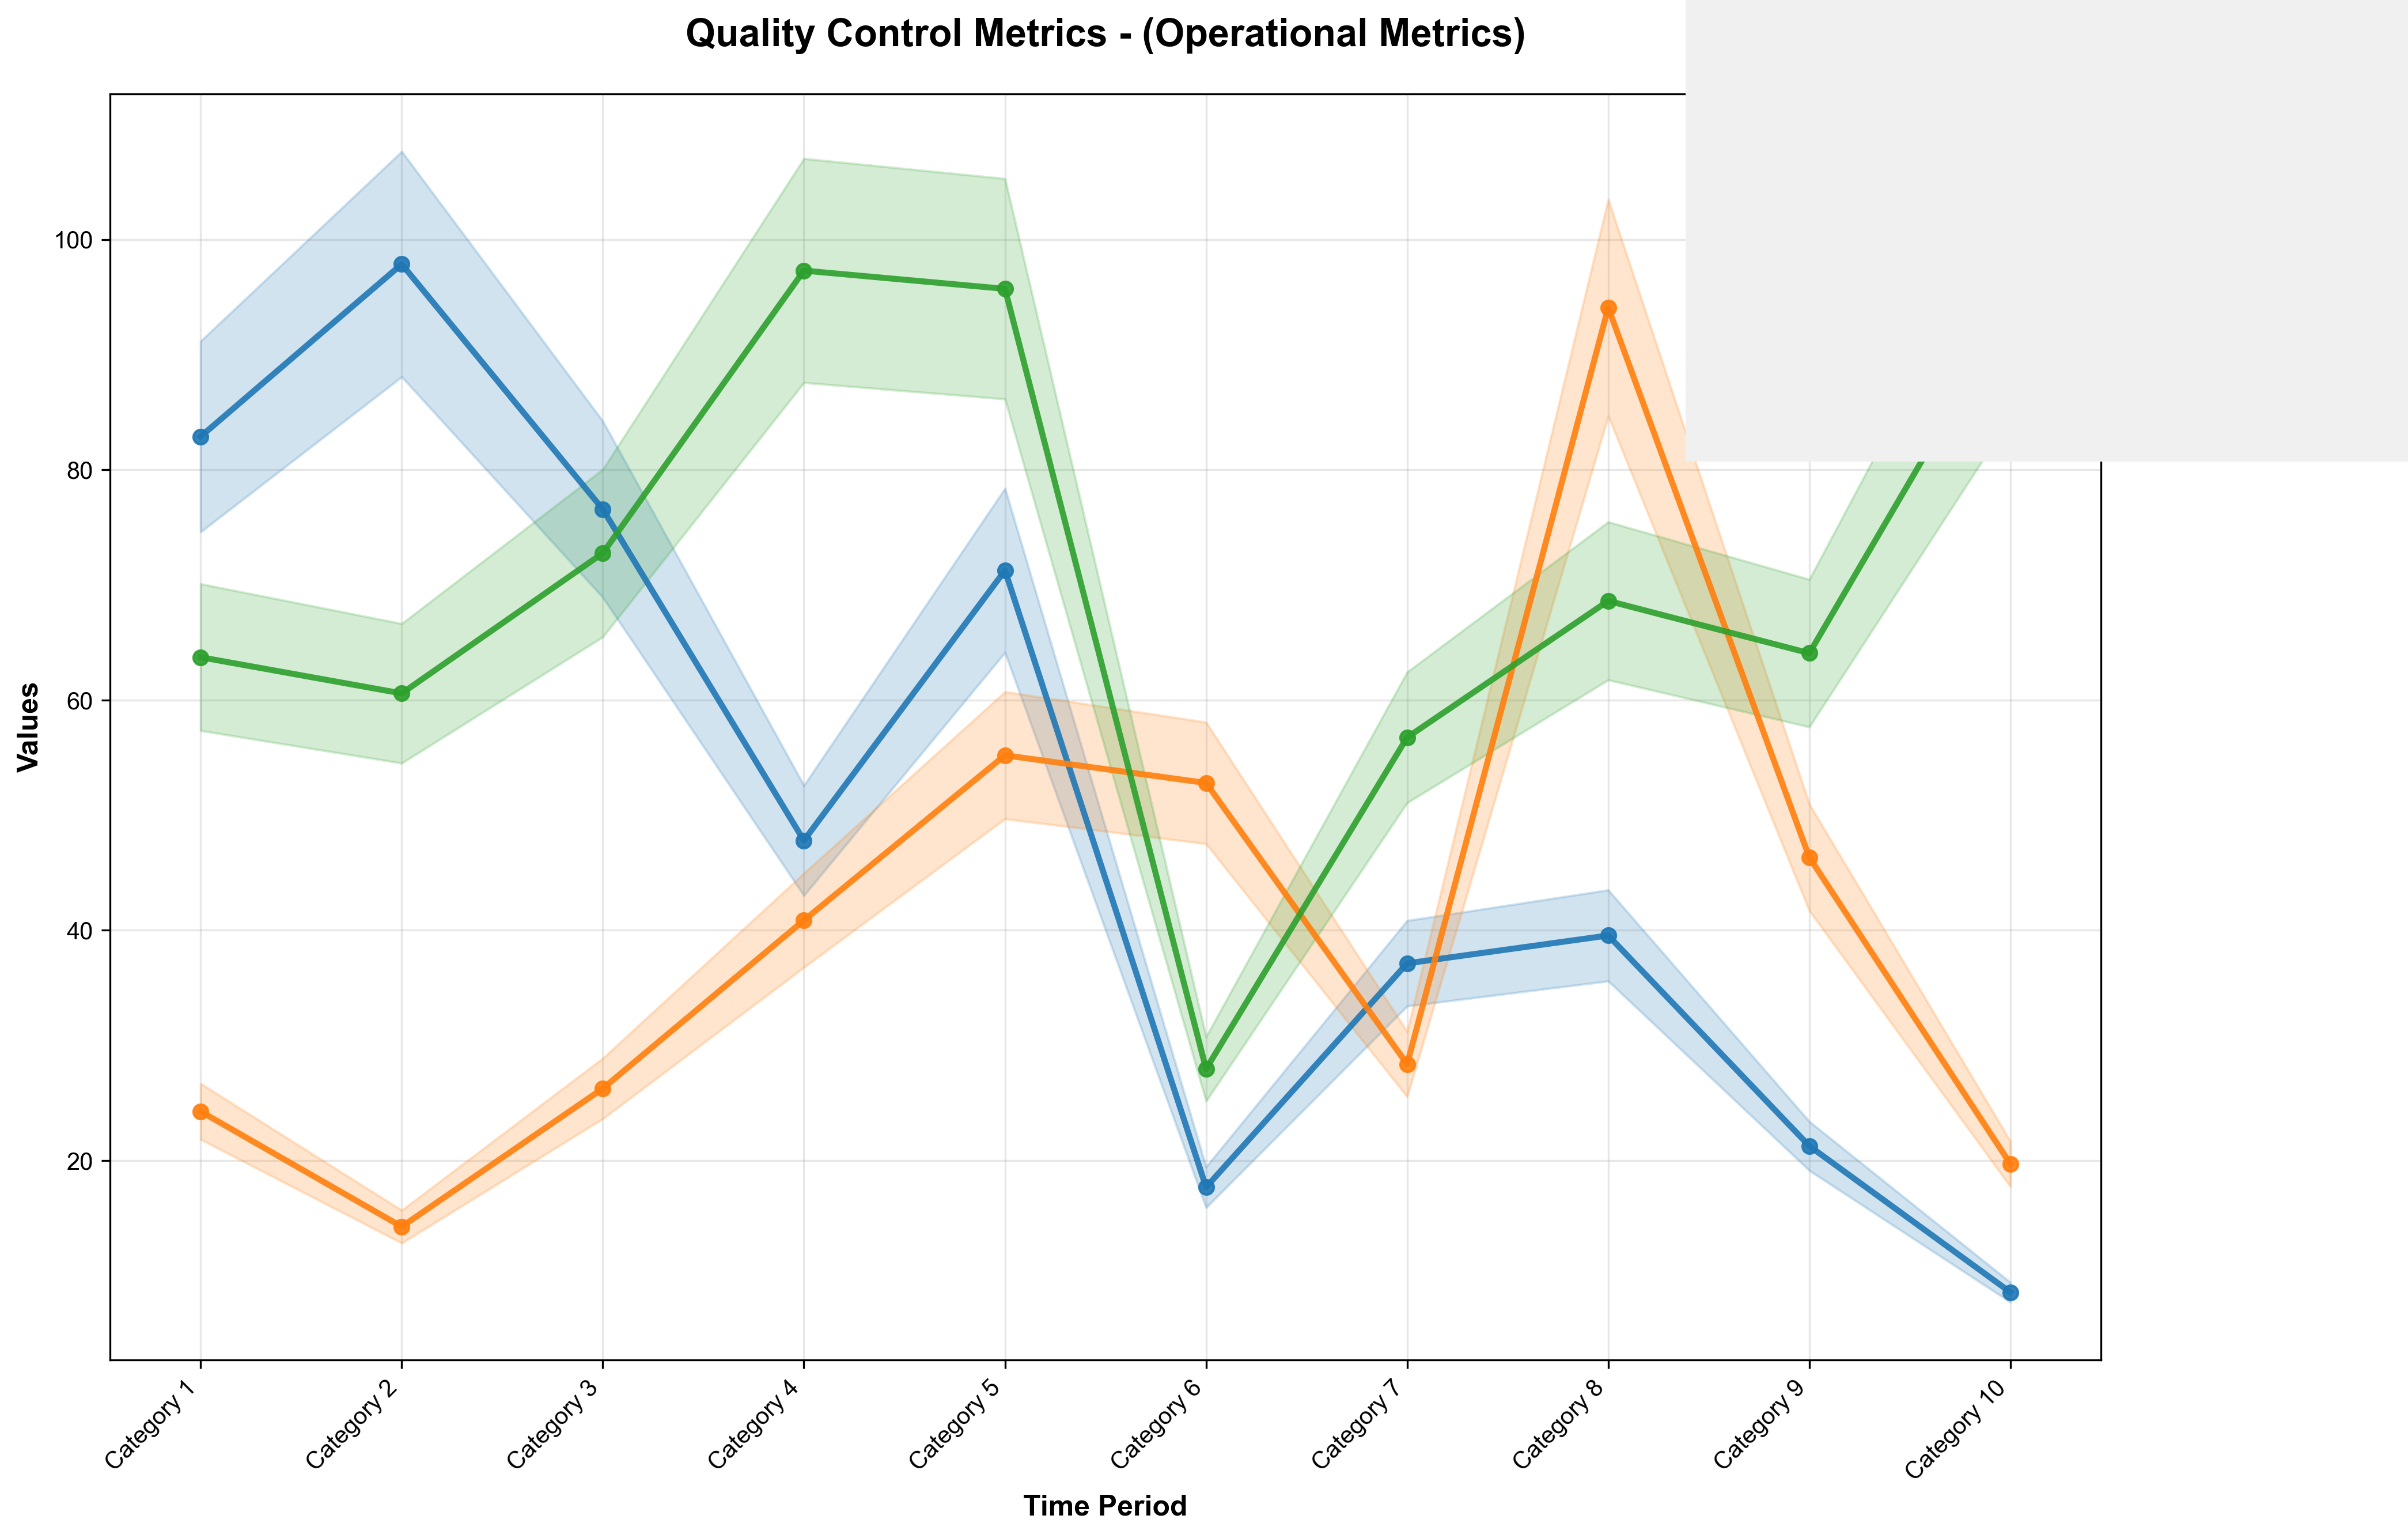 Quality Control Metrics - (Operational Metrics)
Values
100
80
60
40
20
Category 1
Category 2
Category 3
Category 4
Category 5
Category 6
Category 7
Category 8
Category 9
Category 10
Time Period